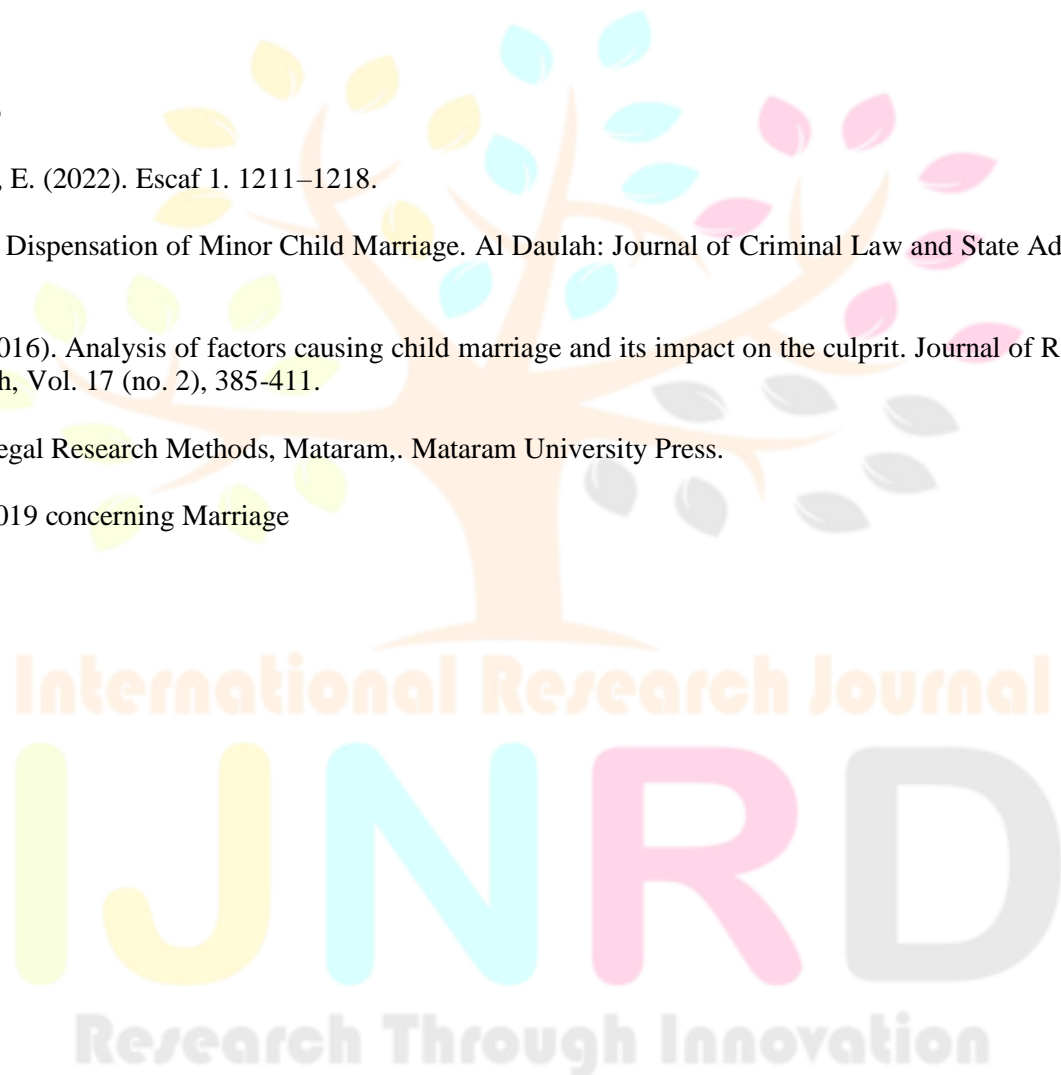 , E. (2022). Escaf 1. 1211–1218.
Dispensation of Minor Child Marriage. Al Daulah: Journal of Criminal Law and State Ad
016). Analysis of factors causing child marriage and its impact on the culprit. Journal of R
h, Vol. 17 (no. 2), 385-411.
egal Research Methods, Mataram,. Mataram University Press.
019 concerning Marriage
International Research Journal
IJNRD
Research Through Innovation